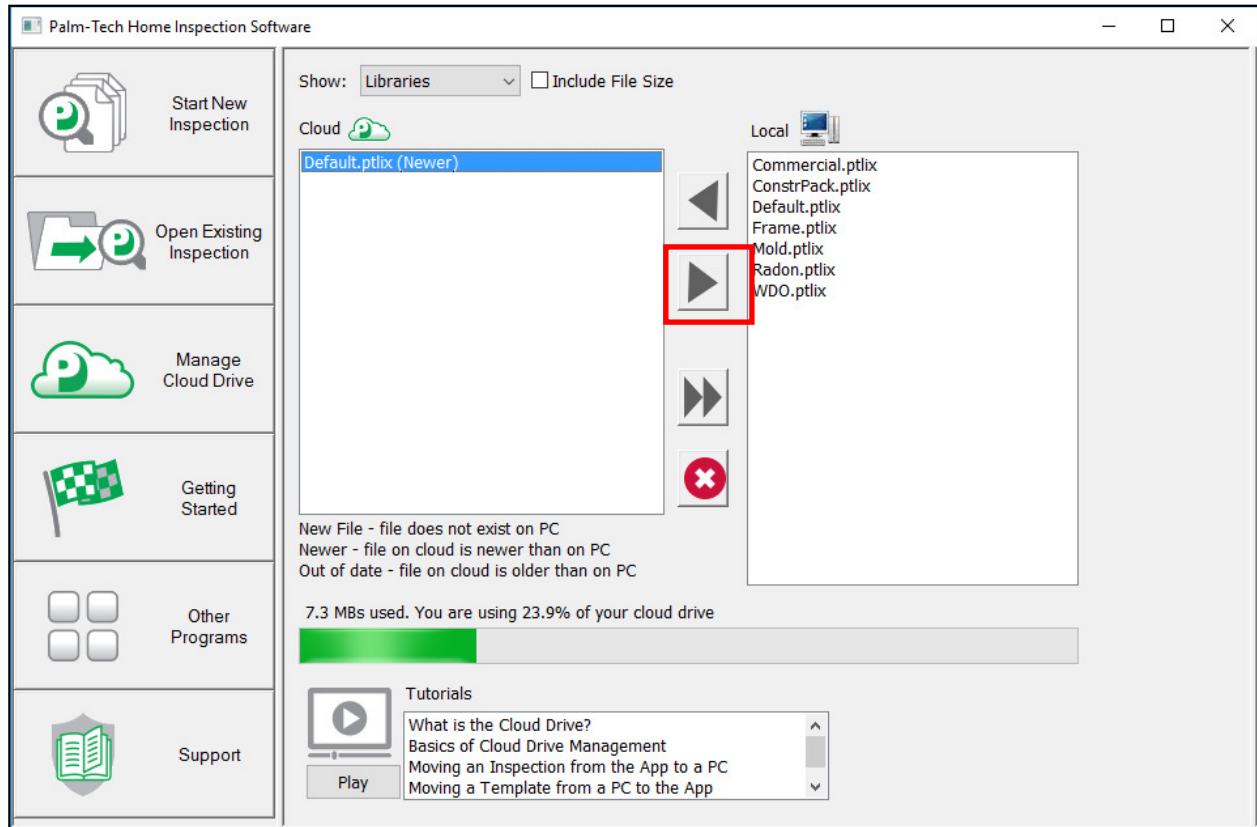 Palm-Tech Home Inspection Software
Start New
Inspection
Open Existing
Inspection
Manage
Cloud Drive
Getting
Started
Other
Programs
Support
Show: Libraries Include File Size
Cloud
Default.ptlix (Newer)
Local
Commercial.ptlix
ConstrPack.ptlix
Default.ptlix
Frame.ptlix
Mold.ptlix
Radon.ptlix
WDO.ptlix
New File - file does not exist on PC
Newer - file on cloud is newer than on PC
Out of date - file on cloud is older than on PC
7.3 MBs used. You are using 23.9% of your cloud drive
Tutorials
What is the Cloud Drive?
Basics of Cloud Drive Management
Moving an Inspection from the App to a PC
Moving a Template from a PC to the App
Play